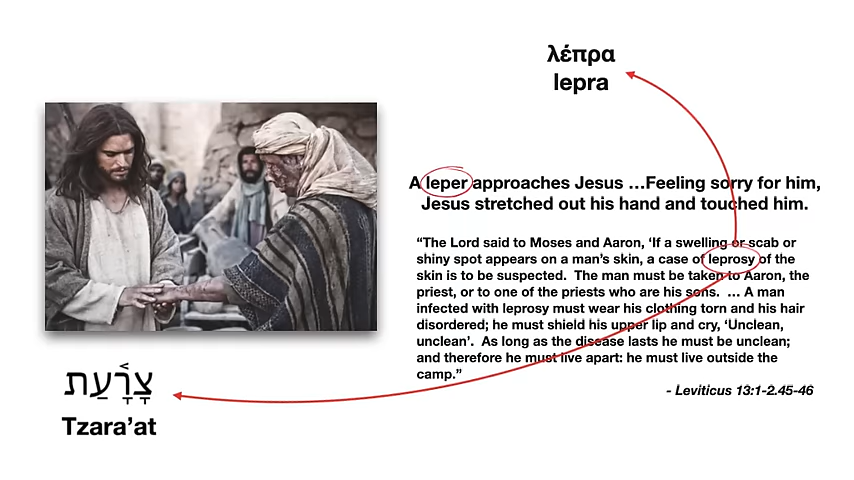 λέπρα
lepra
A leper approaches Jesus ...Feeling sorry for him,
Jesus stretched out his hand and touched him.
“The Lord said to Moses and Aaron, ‘If a swelling or scab or
shiny spot appears on a man’s skin, a case of leprosy of the
skin is to be suspected.  The man must be taken to Aaron, the
priest, or to one of the priests who are his sons.  ... A man
infected with leprosy must wear his clothing torn and his hair
disordered; he must shield his upper lip and cry, ‘Unclean,
unclean’.  As long as the disease lasts he must be unclean;
and therefore he must live apart: he must live outside the
camp.”
- Leviticus 13:1-2.45-46
צָרַ֫עַת
Tzara’at